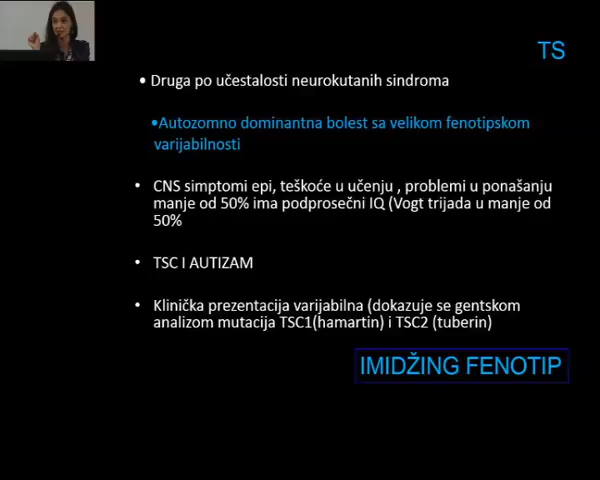 TS
• Druga po učestalosti neurokutanih sindroma
•Autozomno dominantna bolest sa velikom fenotipskom
varijabilnosti
• CNS simptomi epi, teškoće u učenju , problemi u ponašanju
manje od 50% ima podprosečni IQ (Vogt trijada u manje od
50%
• TSC I AUTIZAM
• Klinička prezentacija varijabilna (dokazuje se gentskom
analizom mutacija TSC1(hamartin) i TSC2 (tuberin)
IMIDŽING FENOTIP